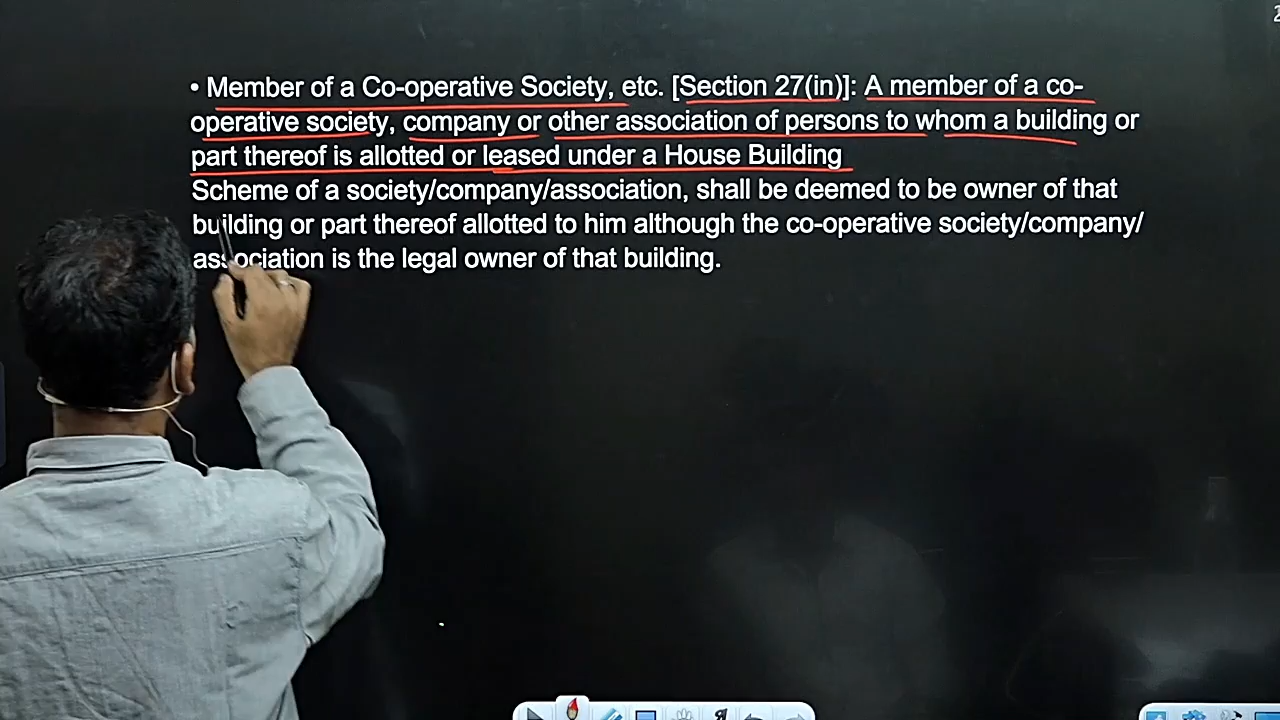 • Member of a Co-operative Society, etc. [Section 27(in)]: A member of a co-
operative society, company or other association of persons to whom a building or
part thereof is allotted or leased under a House Building
Scheme of a society/company/association, shall be deemed to be owner of that
building or part thereof allotted to him although the co-operative society/company/
association is the legal owner of that building.